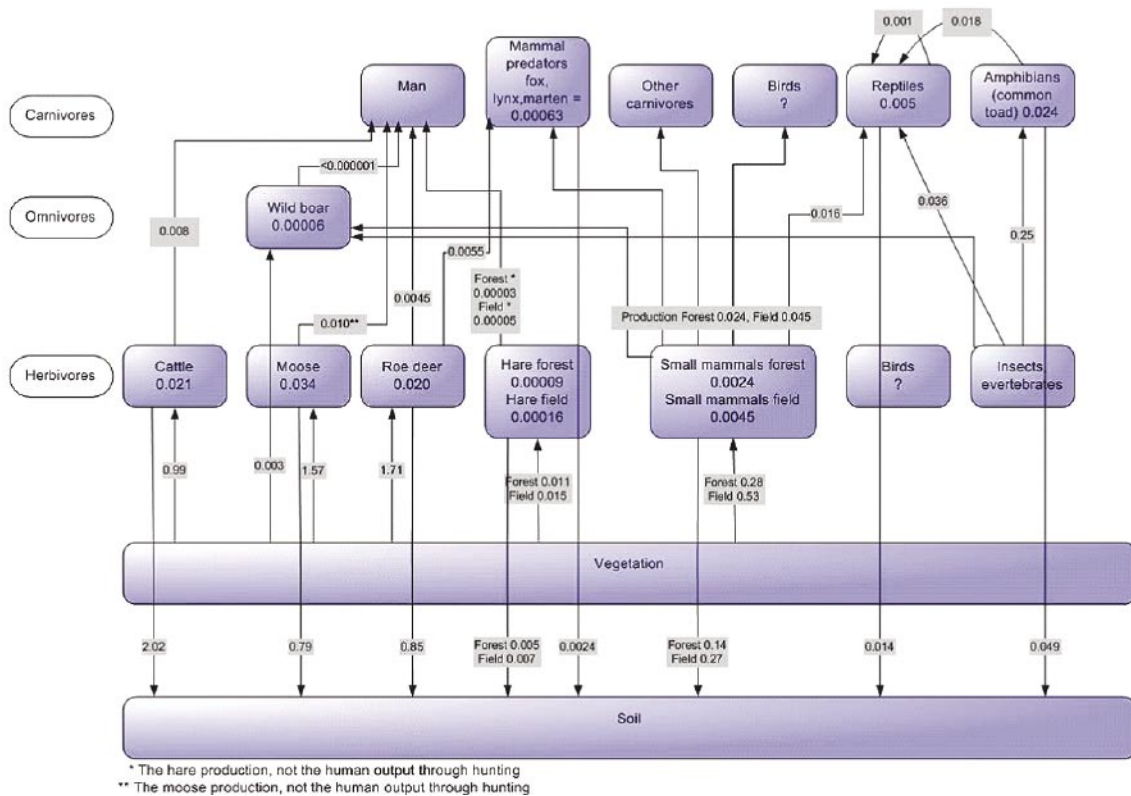 0.001
0.018
Carnivores
Man
Mammal
predators
fox,
lynx,marten =
0.00063
Other
carnivores
Birds
?
Reptiles
0.005
Amphibians
(common
toad) 0.024
<0.000001
Omnivores
Wild boar
0.00006
0.008
0.0055
0.016
0.036
0.25
0.0045
Forest *
0.00003
Field *
0.00005
0.010**
Production Forest 0.024, Field 0.045
Herbivores
Cattle
0.021
Moose
0.034
Roe deer
0.020
Hare forest
0.00009
Hare field
0.00016
Small mammals forest
0.0024
Small mammals field
0.0045
Birds
?
Insects,
evertebrates
0.99
0.003
1.57
1.71
Forest 0.011
Field 0.015
Forest 0.28
Field 0.53
Vegetation
2.02
0.79
0.85
Forest 0.005
Field 0.007
0.0024
Forest 0.14
Field 0.27
0.014
0.049
Soil
* The hare production, not the human output through hunting
** The moose production, not the human output through hunting